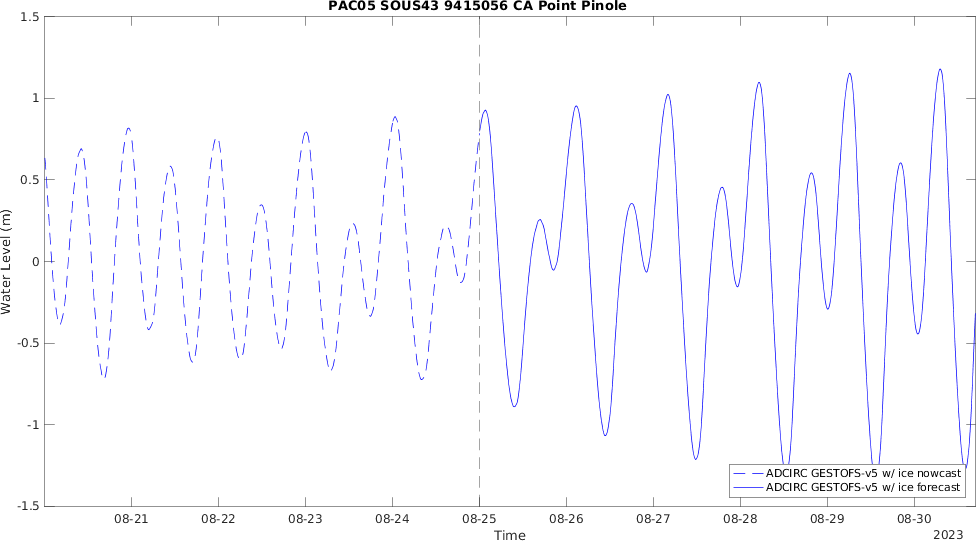 PAC05 SOUS43 9415056 CA Point Pinole
Water Level (m)
1.5
1
0.5
0
-0.5
-1
-1.5
ADCIRC GESTOFS-v5 w/ ice nowcast
ADCIRC GESTOFS-v5 w/ ice forecast
08-21 08-22 08-23 08-24 08-25 08-26 08-27 08-28 08-29 08-30
Time
2023